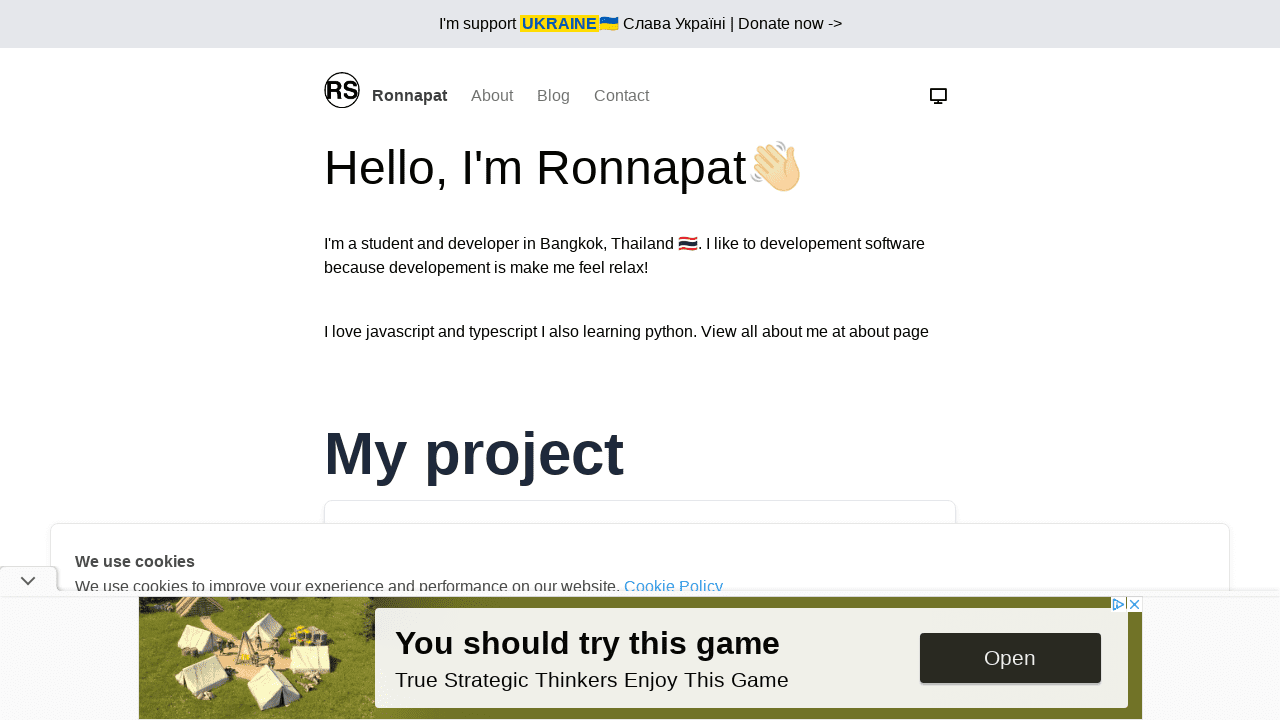 I'm support UKRAINE🇺🇦 Слава Україні | Donate now ->
RS Ronnapat About Blog Contact
Hello, I'm Ronnapat👋🏼
I'm a student and developer in Bangkok, Thailand 🇹🇭. I like to developement software
because developement is make me feel relax!
I love javascript and typescript I also learning python. View all about me at about page
My project
We use cookies
We use cookies to improve your experience and performance on our website. Cookie Policy
You should try this game
True Strategic Thinkers Enjoy This Game
Open